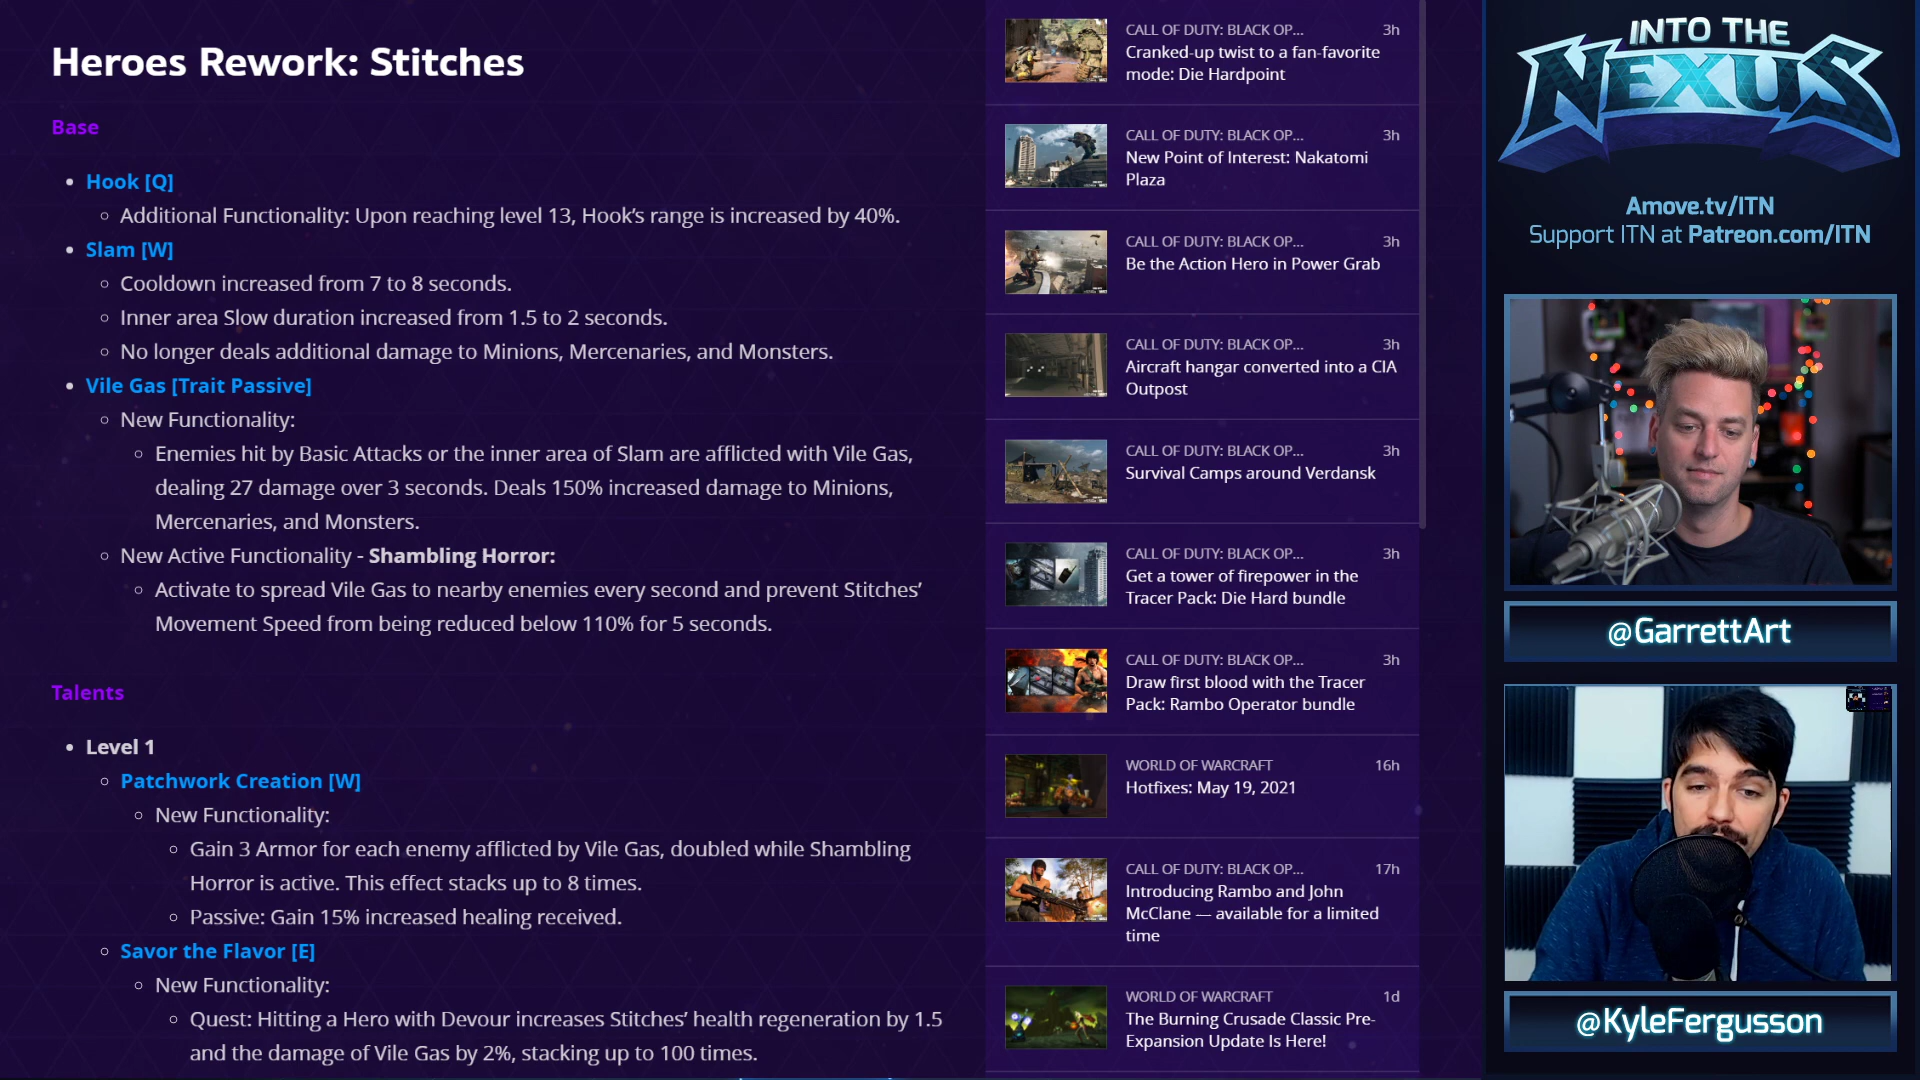 Heroes Rework: Stitches
Base
Hook [Q]
Additional Functionality: Upon reaching level 13, Hook's range is increased by 40%.
Slam [W]
Cooldown increased from 7 to 8 seconds.
Inner area Slow duration increased from 1.5 to 2 seconds.
No longer deals additional damage to Minions, Mercenaries, and Monsters.
Vile Gas [Trait Passive]
New Functionality:
Enemies hit by Basic Attacks or the inner area of Slam are afflicted with Vile Gas,
dealing 27 damage over 3 seconds. Deals 150% increased damage to Minions,
Mercenaries, and Monsters.
New Active Functionality - Shambling Horror:
Activate to spread Vile Gas to nearby enemies every second and prevent Stitches'
Movement Speed from being reduced below 110% for 5 seconds.
Talents
Level 1
Patchwork Creation [W]
New Functionality:
Gain 3 Armor for each enemy afflicted by Vile Gas, doubled while Shambling
Horror is active. This effect stacks up to 8 times.
Passive: Gain 15% increased healing received.
Savor the Flavor [E]
New Functionality:
Quest: Hitting a Hero with Devour increases Stitches' health regeneration by 1.5
and the damage of Vile Gas by 2%, stacking up to 100 times.
CALL OF DUTY: BLACK OP... 3h
Cranked-up twist to a fan-favorite
mode: Die Hardpoint
CALL OF DUTY: BLACK OP... 3h
New Point of Interest: Nakatomi
Plaza
CALL OF DUTY: BLACK OP... 3h
Be the Action Hero in Power Grab
CALL OF DUTY: BLACK OP... 3h
Aircraft hangar converted into a CIA
Outpost
CALL OF DUTY: BLACK OP... 3h
Survival Camps around Verdansk
CALL OF DUTY: BLACK OP... 3h
Get a tower of firepower in the
Tracer Pack: Die Hard bundle
CALL OF DUTY: BLACK OP... 3h
Draw first blood with the Tracer
Pack: Rambo Operator bundle
WORLD OF WARCRAFT 16h
Hotfixes: May 19, 2021
CALL OF DUTY: BLACK OP... 17h
Introducing Rambo and John
McClane — available for a limited
time
WORLD OF WARCRAFT 1d
The Burning Crusade Classic Pre-
Expansion Update Is Here!
INTO THE
NEXUS
Amove.tv/ITN
Support ITN at Patreon.com/ITN
@GarrettArt
@KyleFergusson